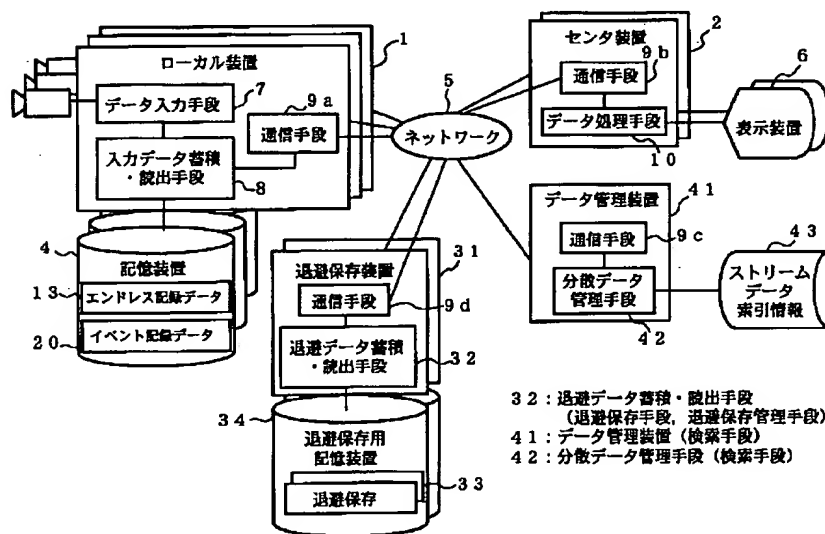 1
ローカル装置
データ入力手段
7
9a
通信手段
入力データ蓄積
・読出手段
8
4
記憶装置
13
エンドレス記録データ
20
イベント記録データ
5
ネットワーク
2
センタ装置
9b
通信手段
データ処理手段
10
6
表示装置
41
データ管理装置
通信手段
9c
分散データ
管理手段
42
43
ストリーム
データ
索引情報
31
退避保存装置
通信手段
9d
退避データ蓄積
・読出手段
32
34
退避保存用
記憶装置
33
退避保存
32:退避データ蓄積・読出手段
(退避保存手段,退避保存管理手段)
41:データ管理装置(検索手段)
42:分散データ管理手段(検索手段)